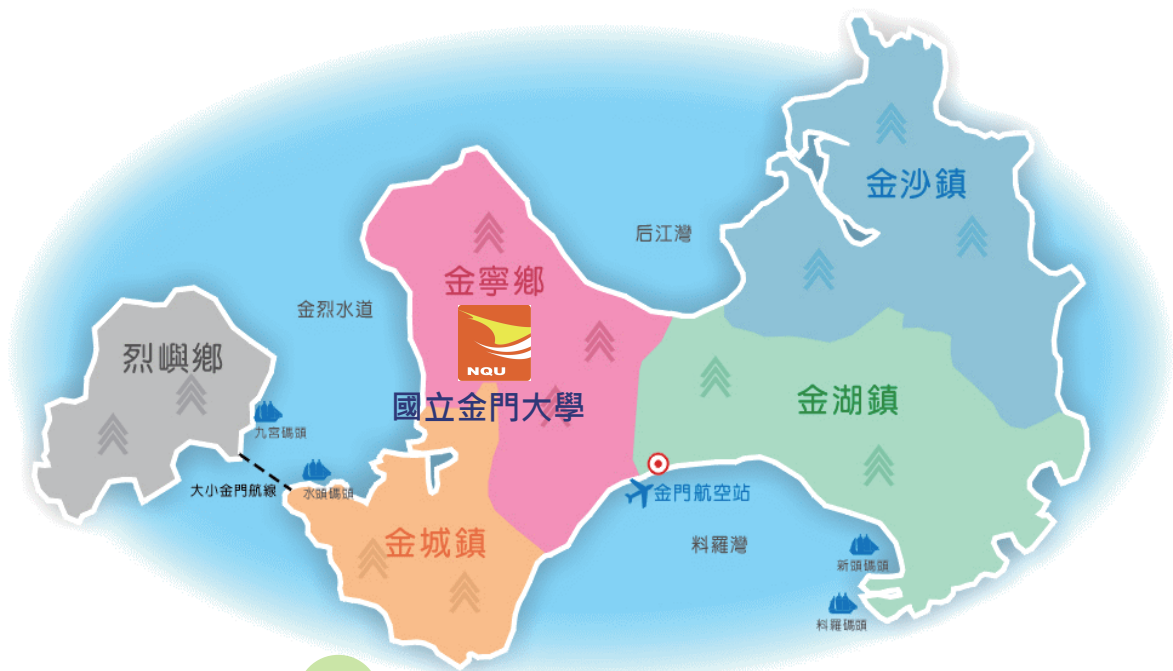 金沙鎮
后江灣
金寧鄉
金烈水道
NQU
烈嶼鄉
國立金門大學
金湖鎮
九宮碼頭
大小金門航線
水頭碼頭
金門航空站
金城鎮
料羅灣
新頭碼頭
料羅碼頭